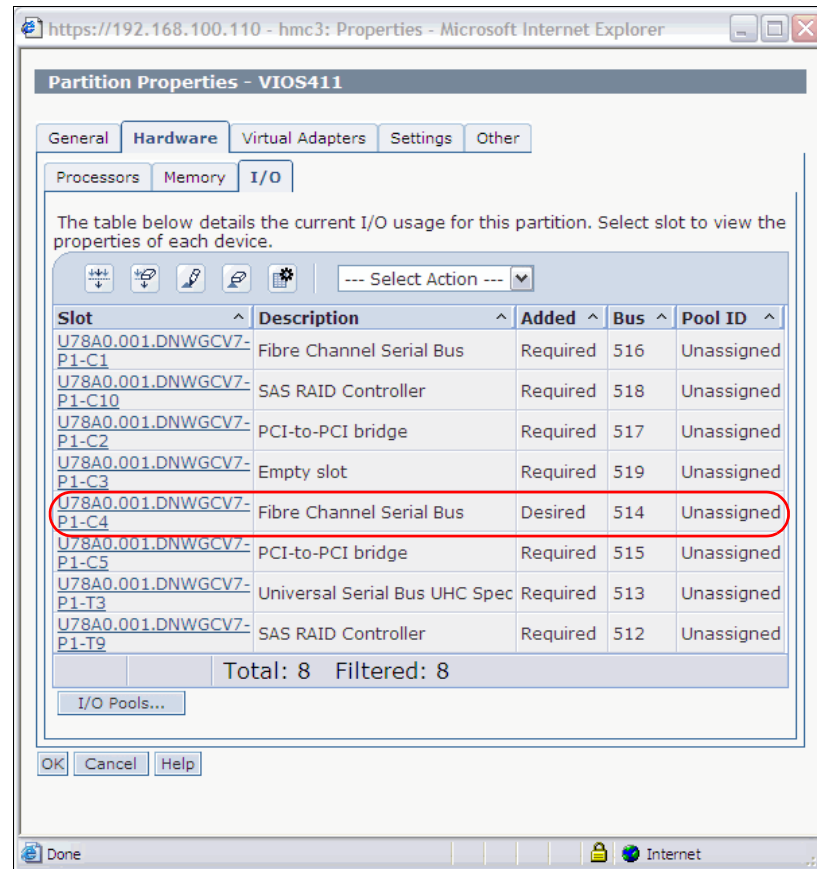 https://192.168.100.110 - hmc3: Properties - Microsoft Internet Explorer
Partition Properties - VIOS411
General Hardware Virtual Adapters Settings Other
Processors Memory I/O
The table below details the current I/O usage for this partition. Select slot to view the
properties of each device.
--- Select Action ---
Slot ^ Description ^ Added ^ Bus ^ Pool ID ^
U78A0.001.DNWGCV7-
P1-C1 Fibre Channel Serial Bus Required 516 Unassigned
U78A0.001.DNWGCV7-
P1-C10 SAS RAID Controller Required 518 Unassigned
U78A0.001.DNWGCV7-
P1-C2 PCI-to-PCI bridge Required 517 Unassigned
U78A0.001.DNWGCV7-
P1-C3 Empty slot Required 519 Unassigned
U78A0.001.DNWGCV7-
P1-C4 Fibre Channel Serial Bus Desired 514 Unassigned
U78A0.001.DNWGCV7-
P1-C5 PCI-to-PCI bridge Required 515 Unassigned
U78A0.001.DNWGCV7-
P1-T3 Universal Serial Bus UHC Spec Required 513 Unassigned
U78A0.001.DNWGCV7-
P1-T9 SAS RAID Controller Required 512 Unassigned
Total: 8 Filtered: 8
I/O Pools...
OK Cancel Help
Done Internet